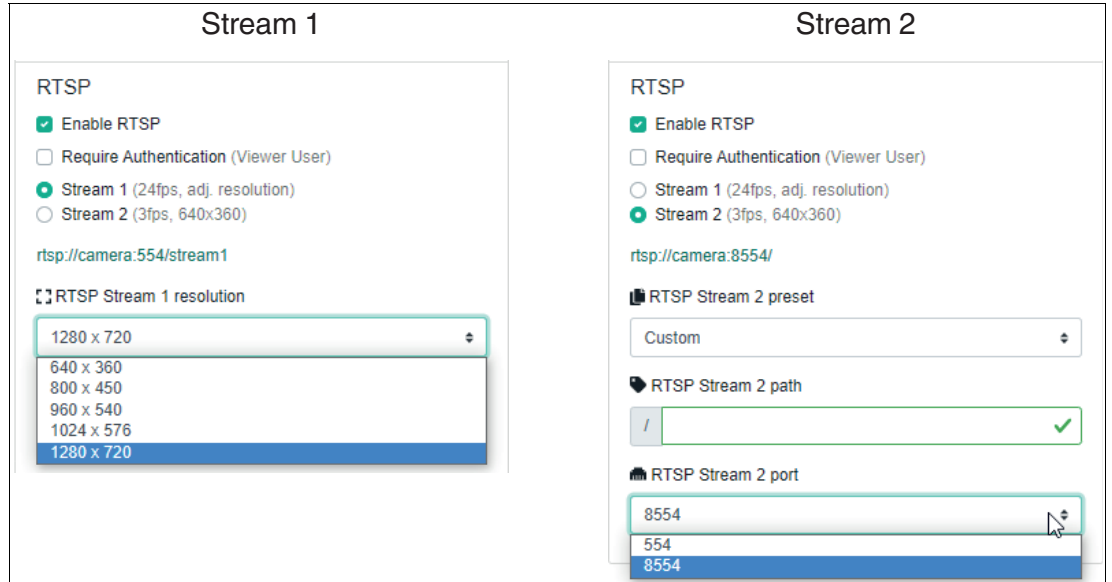 Stream 1
RTSP
Enable RTSP
Require Authentication (Viewer User)
Stream 1 (24fps, adj. resolution)
Stream 2 (3fps, 640x360)
rtsp://camera:554/stream1
RTSP Stream 1 resolution
1280 x 720
640 x 360
800 x 450
960 x 540
1024 x 576
1280 x 720
Stream 2
RTSP
Enable RTSP
Require Authentication (Viewer User)
Stream 1 (24fps, adj. resolution)
Stream 2 (3fps, 640x360)
rtsp://camera:8554/
RTSP Stream 2 preset
Custom
RTSP Stream 2 path
/
RTSP Stream 2 port
8554
554
8554